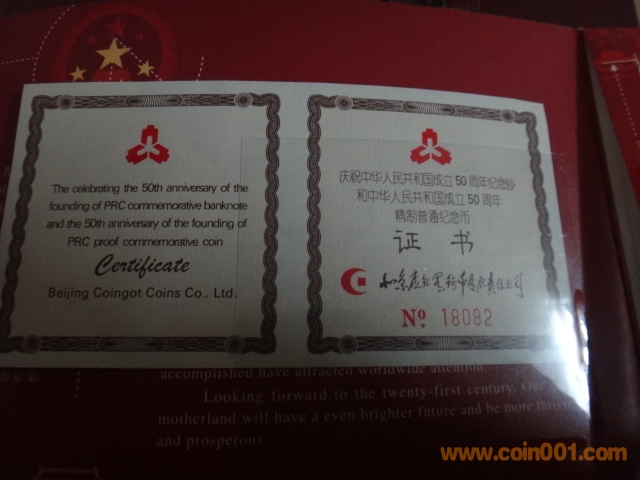 The celebrating the 50th anniversary of the
founding of PRC commemorative banknote
and the 50th anniversary of the founding of
PRC proof commemorative coin
Certificate
Beijing Coingot Coins Co., Ltd.
庆祝中华人民共和国成立50周年纪念钞
和中华人民共和国成立50周年
精制普通纪念币
证书
No 18082
accomplished have attracted worldwide attention.
Looking forward to the twenty-first century. Our
motherland will have a even brighter future and be more
and prosperous.
www.coin001.com